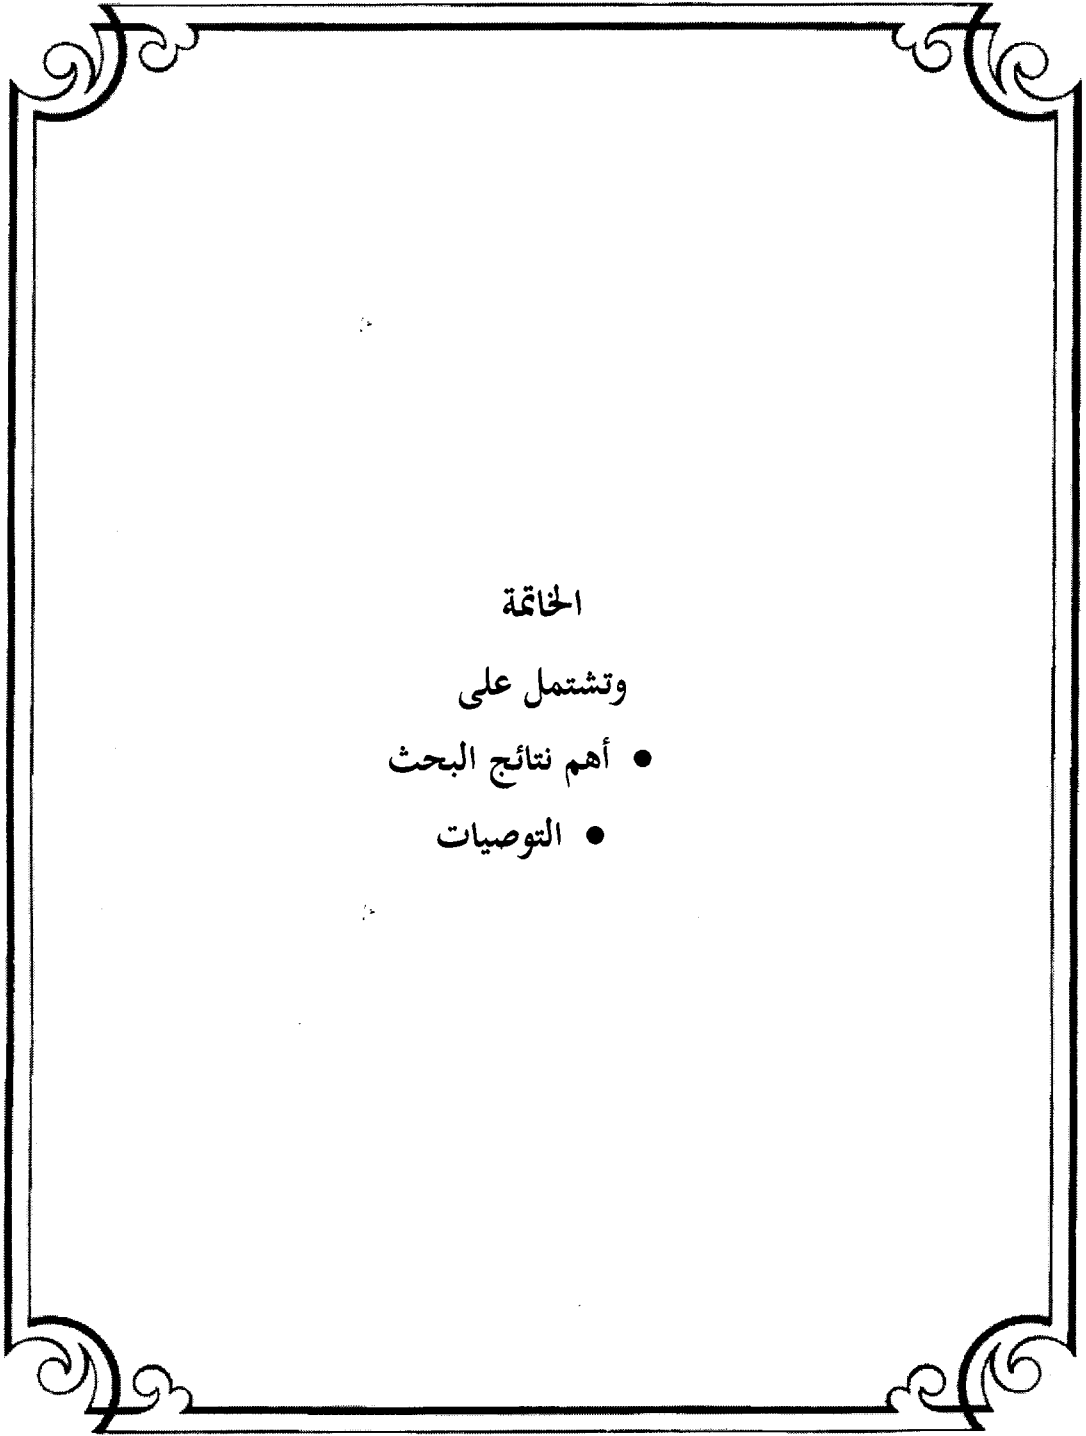 الخاتمة
وتشتمل على
● أهم نتائج البحث
● التوصيات